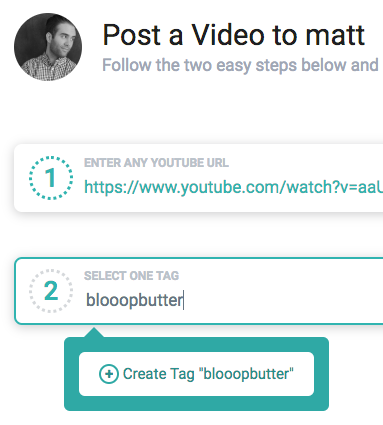 Post a Video to matt
Follow the two easy steps below and
1
ENTER ANY YOUTUBE URL
https://www.youtube.com/watch?v=aaU
2
SELECT ONE TAG
blooopbutter
Create Tag "blooopbutter"